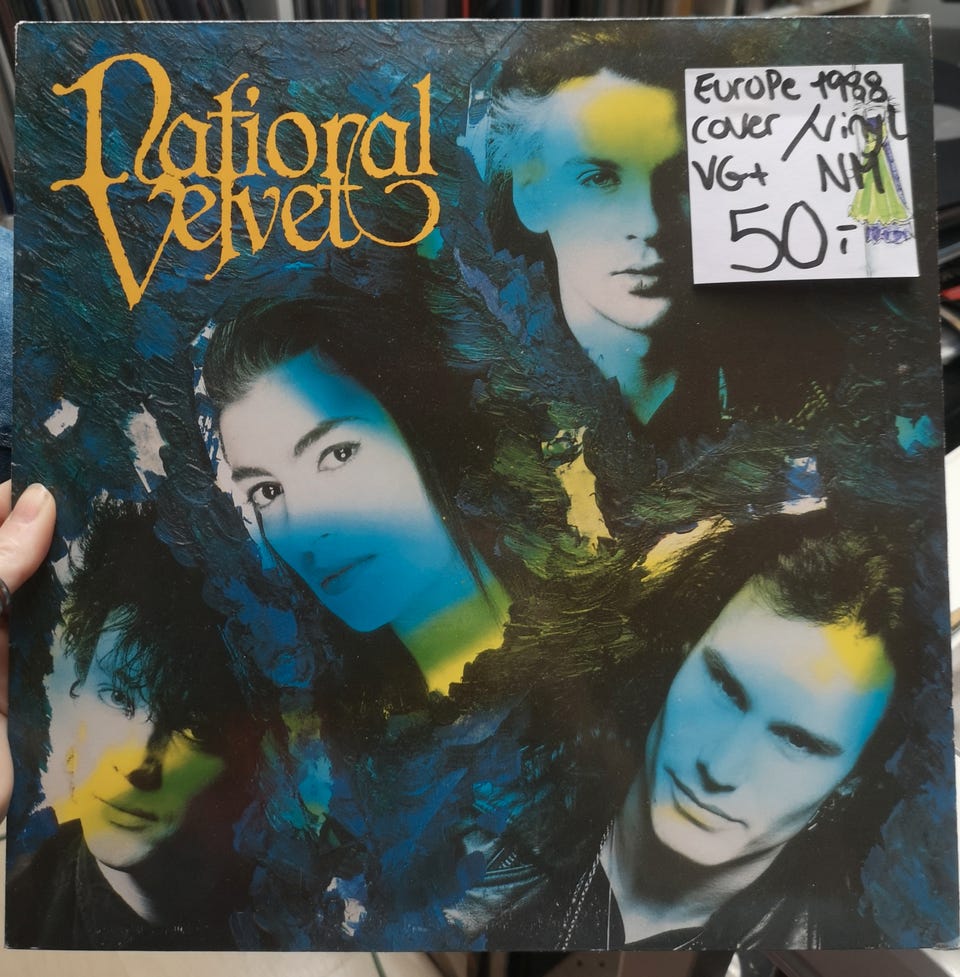 National
Velvet
Europe 1988
cover / Vinyl
VG+ NM
50:-